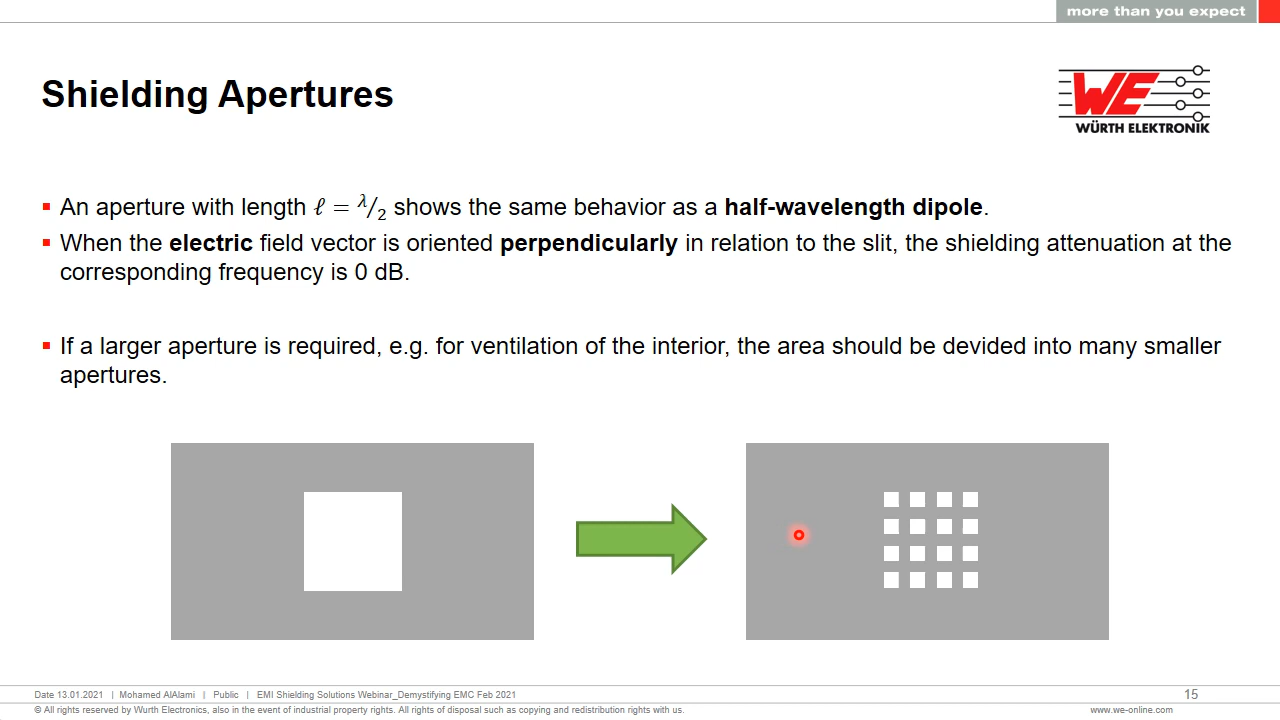 more than you expect
Shielding Apertures
WE
WÜRTH ELEKTRONIK
An aperture with length ℓ = λ/2 shows the same behavior as a half-wavelength dipole.
When the electric field vector is oriented perpendicularly in relation to the slit, the shielding attenuation at the
corresponding frequency is 0 dB.
If a larger aperture is required, e.g. for ventilation of the interior, the area should be devided into many smaller
apertures.
Date 13.01.2021 | Mohamed AlAlami | Public | EMI Shielding Solutions Webinar_Demystifying EMC Feb 2021
15
© All rights reserved by Wurth Electronics, also in the event of industrial property rights. All rights of disposal such as copying and redistribution rights with us.
www.we-online.com